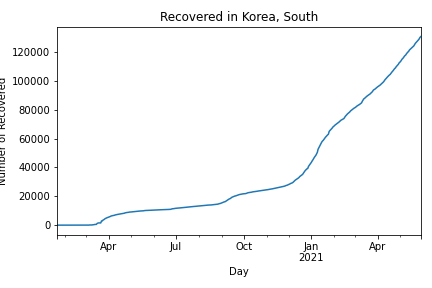 Recovered in Korea, South
Number of Recovered
120000
100000
80000
60000
40000
20000
0
Apr
Jul
Oct
Jan
2021
Apr
Day